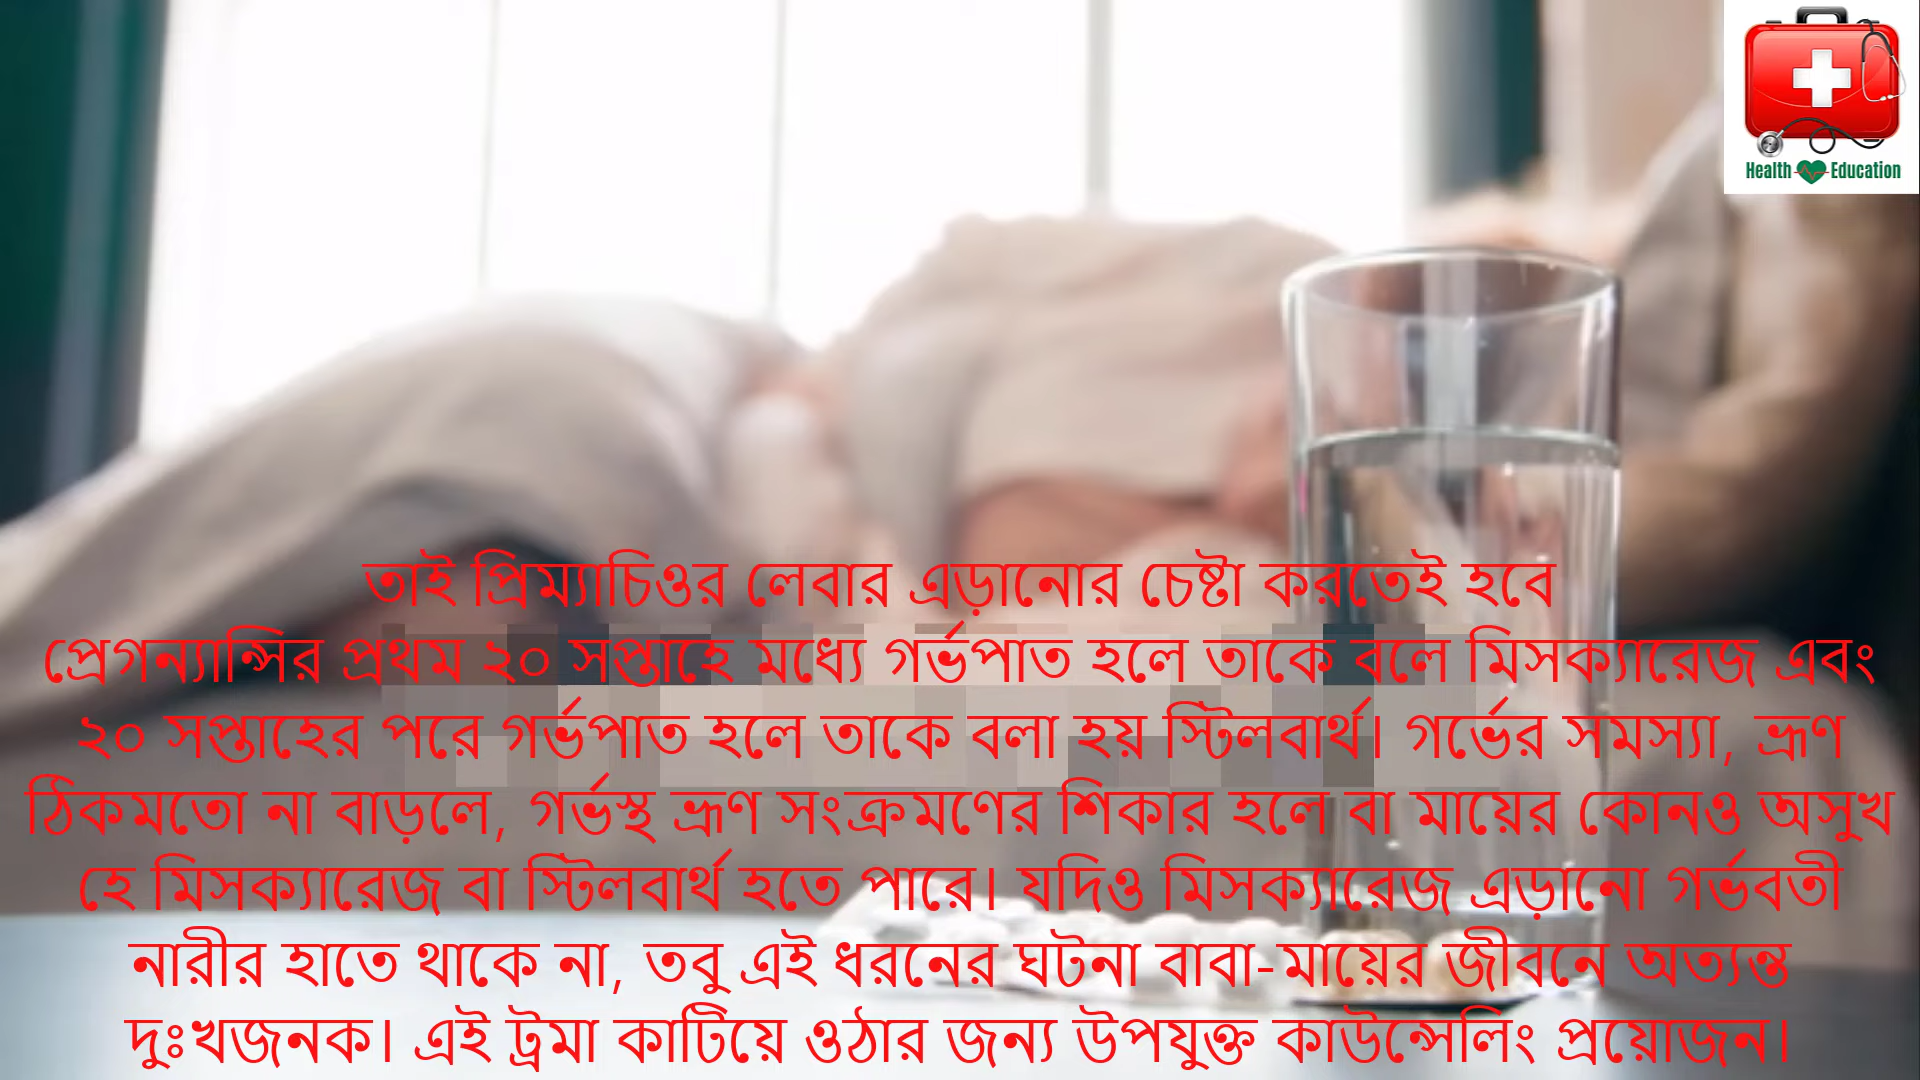 Health Education
তাই প্রিম্যাচিওর লেবার এড়ানোর চেষ্টা করতেই হবে
প্রেগন্যান্সির প্রথম ২০ সপ্তাহে মধ্যে গর্ভপাত হলে তাকে বলে মিসক্যারেজ এবং
২০ সপ্তাহের পরে গর্ভপাত হলে তাকে বলা হয় স্টিলবার্থ। গর্ভের সমস্যা, ভ্রূণ
ঠিকমতো না বাড়লে, গর্ভস্থ ভ্রূণ সংক্রমণের শিকার হলে বা মায়ের কোনও অসুখ
হে মিসক্যারেজ বা স্টিলবার্থ হতে পারে। যদিও মিসক্যারেজ এড়ানো গর্ভবতী
নারীর হাতে থাকে না, তবু এই ধরনের ঘটনা বাবা-মায়ের জীবনে অত্যন্ত
দুঃখজনক। এই ট্রমা কাটিয়ে ওঠার জন্য উপযুক্ত কাউন্সেলিং প্রয়োজন।